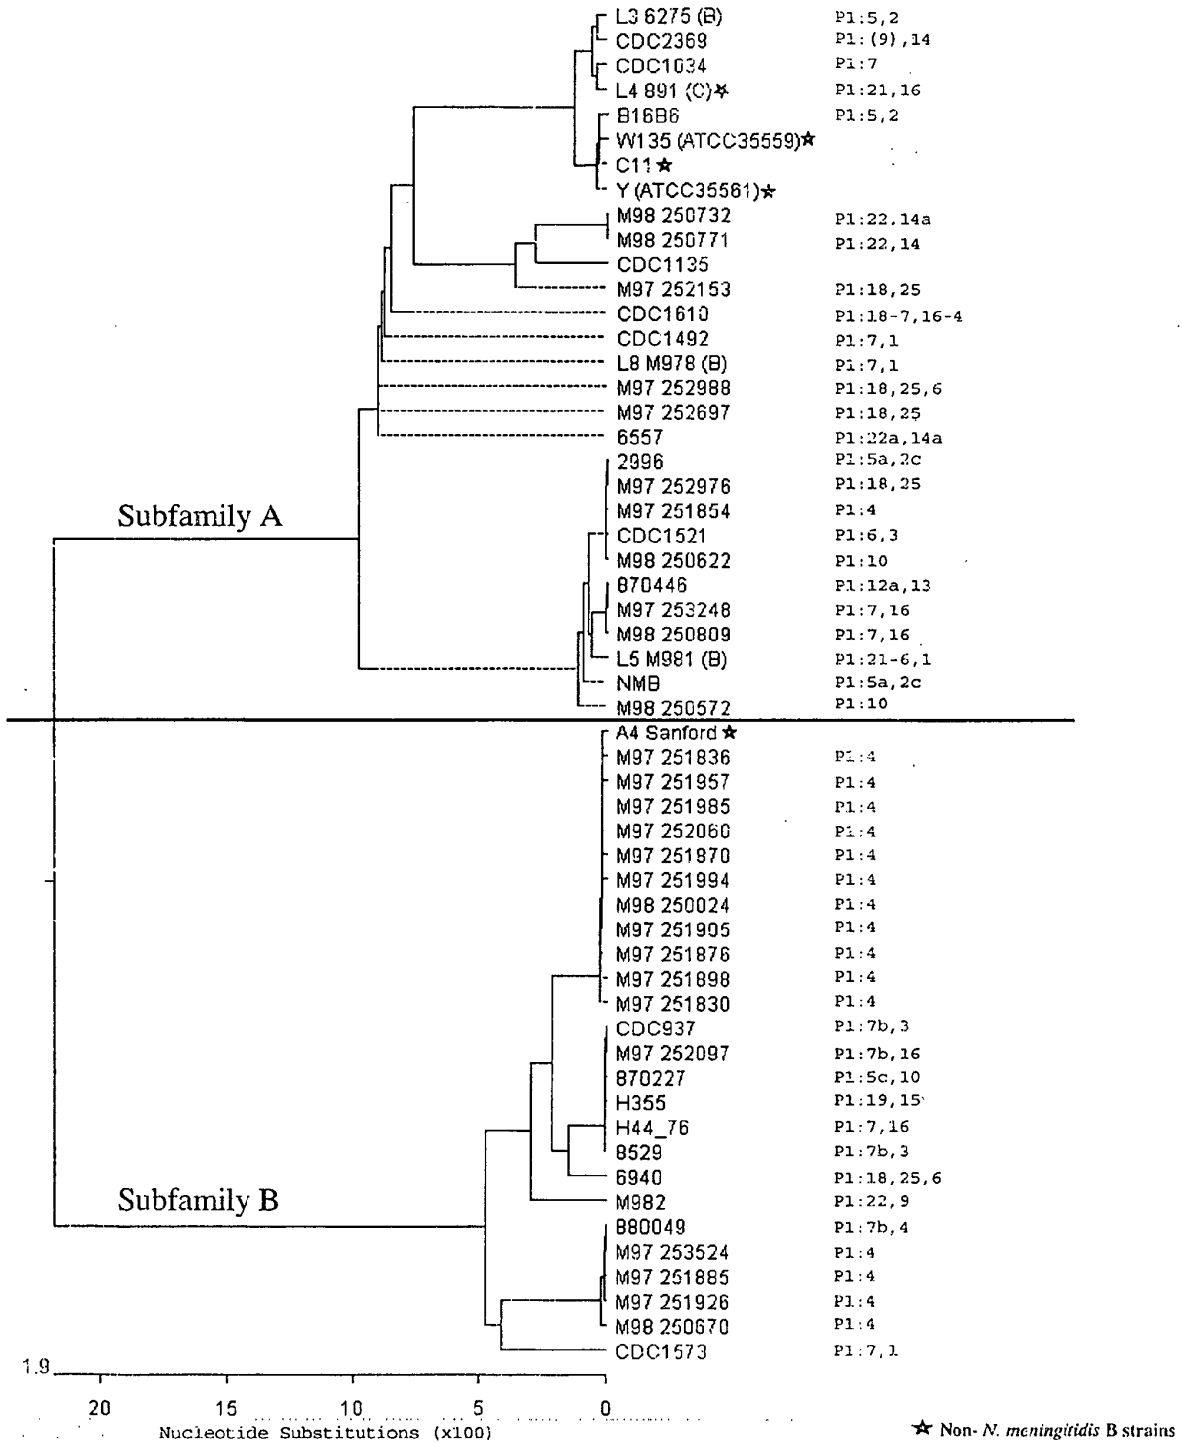 L3 6275 (B) P1:5,2
CDC2369 P1:(9),14
CDC1034 P1:7
L4 891 (C)☆ P1:21,16
B16B6 P1:5,2
W135 (ATCC35559)☆
C11☆
Y (ATCC35561)☆
M98 250732 P1:22,14a
M98 250771 P1:22,14
CDC1135
M97 252153 P1:18,25
CDC1610 P1:18-7,16-4
CDC1492 P1:7,1
L8 M978 (B) P1:7,1
M97 252988 P1:18,25,6
M97 252697 P1:18,25
6557 P1:22a,14a
2996 P1:5a,2c
M97 252976 P1:18,25
Subfamily A
M97 251854 P1:4
CDC1521 P1:6,3
M98 250622 P1:10
870446 P1:12a,13
M97 253248 P1:7,16
M98 250809 P1:7,16
L5 M981 (B) P1:21-6,1
NMB P1:5a,2c
M98 250572 P1:10
A4 Sanford☆
M97 251836 P1:4
M97 251957 P1:4
M97 251985 P1:4
M97 252060 P1:4
M97 251870 P1:4
M97 251994 P1:4
M98 250024 P1:4
M97 251905 P1:4
M97 251876 P1:4
M97 251898 P1:4
M97 251830 P1:4
CDC937 P1:7b,3
M97 252097 P1:7b,16
870227 P1:5c,10
H355 P1:19,15
H44_76 P1:7,16
8529 P1:7b,3
6940 P1:18,25,6
Subfamily B
M982 P1:22,9
880049 P1:7b,4
M97 253524 P1:4
M97 251885 P1:4
M97 251926 P1:4
M98 250670 P1:4
CDC1573 P1:7,1
1.9
20 15 10 5 0
Nucleotide Substitutions (x100)
☆ Non- N. meningitidis B strains